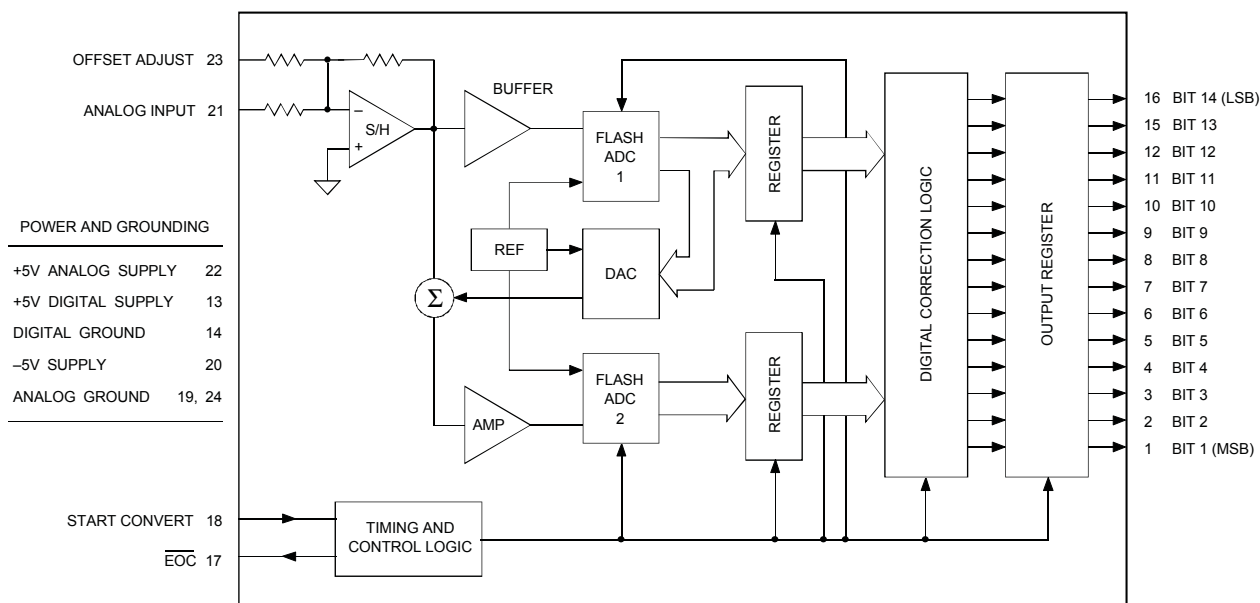 OFFSET ADJUST 23
ANALOG INPUT 21
– S/H +
BUFFER
FLASH
ADC
1
REGISTER
REF
DAC
Σ
AMP
FLASH
ADC
2
REGISTER
DIGITAL CORRECTION LOGIC
OUTPUT REGISTER
16 BIT 14 (LSB)
15 BIT 13
12 BIT 12
11 BIT 11
10 BIT 10
9 BIT 9
8 BIT 8
7 BIT 7
6 BIT 6
5 BIT 5
4 BIT 4
3 BIT 3
2 BIT 2
1 BIT 1 (MSB)
POWER AND GROUNDING
+5V ANALOG SUPPLY 22
+5V DIGITAL SUPPLY 13
DIGITAL GROUND 14
–5V SUPPLY 20
ANALOG GROUND 19, 24
START CONVERT 18
EOC 17
TIMING AND
CONTROL LOGIC